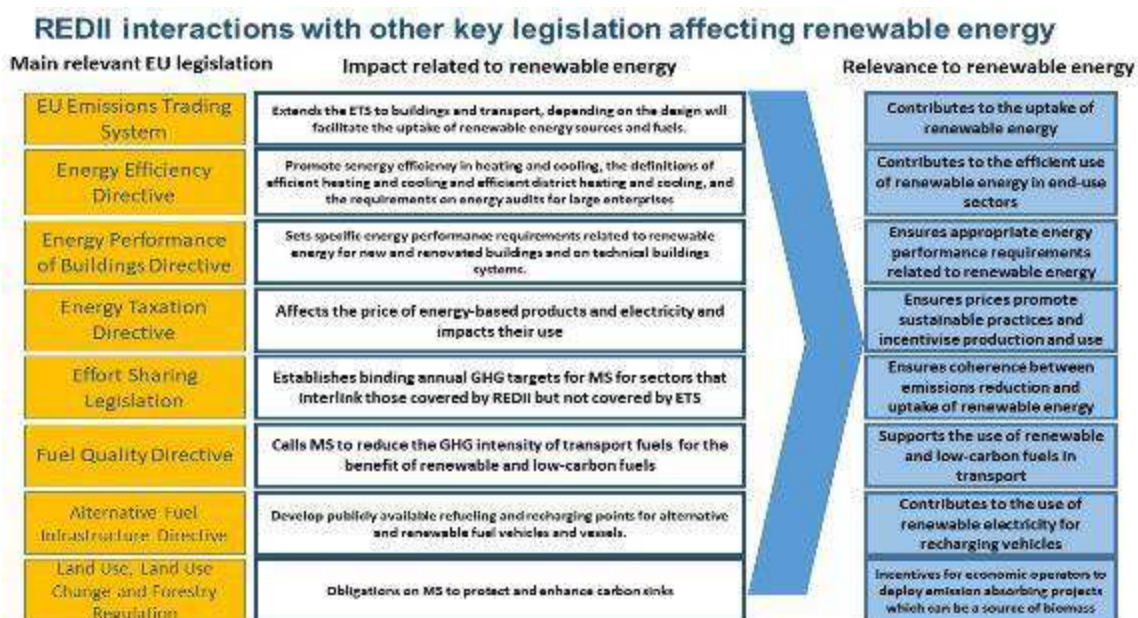 REDII interactions with other key legislation affecting renewable energy
Main relevant EU legislation
Impact related to renewable energy
Relevance to renewable energy
EU Emissions Trading
System
Extends the ETS to buildings and transport, depending on the design will
facilitate the uptake of renewable energy sources and fuels.
Contributes to the uptake of
renewable energy
Energy Efficiency
Directive
Promote senergy efficiency in heating and cooling, the definitions of
efficient heating and cooling and efficient district heating and cooling, and
the requirements on energy audits for large enterprises
Contributes to the efficient use
of renewable energy in end-use
sectors
Energy Performance
of Buildings Directive
Sets specific energy performance requirements related to renewable
energy for new and renovated buildings and on technical buildings
systems.
Ensures appropriate energy
performance requirements
related to renewable energy
Energy Taxation
Directive
Affects the price of energy-based products and electricity and
impacts their use
Ensures prices promote
sustainable practices and
incentivise production and use
Effort Sharing
Legislation
Establishes binding annual GHG targets for MS for sectors that
interlink those covered by REDII but not covered by ETS
Ensures coherence between
emissions reduction and
uptake of renewable energy
Fuel Quality Directive
Calls MS to reduce the GHG intensity of transport fuels for the
benefit of renewable and low-carbon fuels
Supports the use of renewable
and low-carbon fuels in
transport
Alternative Fuel
Infrastructure Directive
Develop publicly available refueling and recharging points for alternative
and renewable fuel vehicles and vessels.
Contributes to the use of
renewable electricity for
recharging vehicles
Land Use, Land Use
Change and Forestry
Regulation
Obligations on MS to protect and enhance carbon sinks
Incentives for economic operators to
deploy emission absorbing projects
which can be a source of biomass